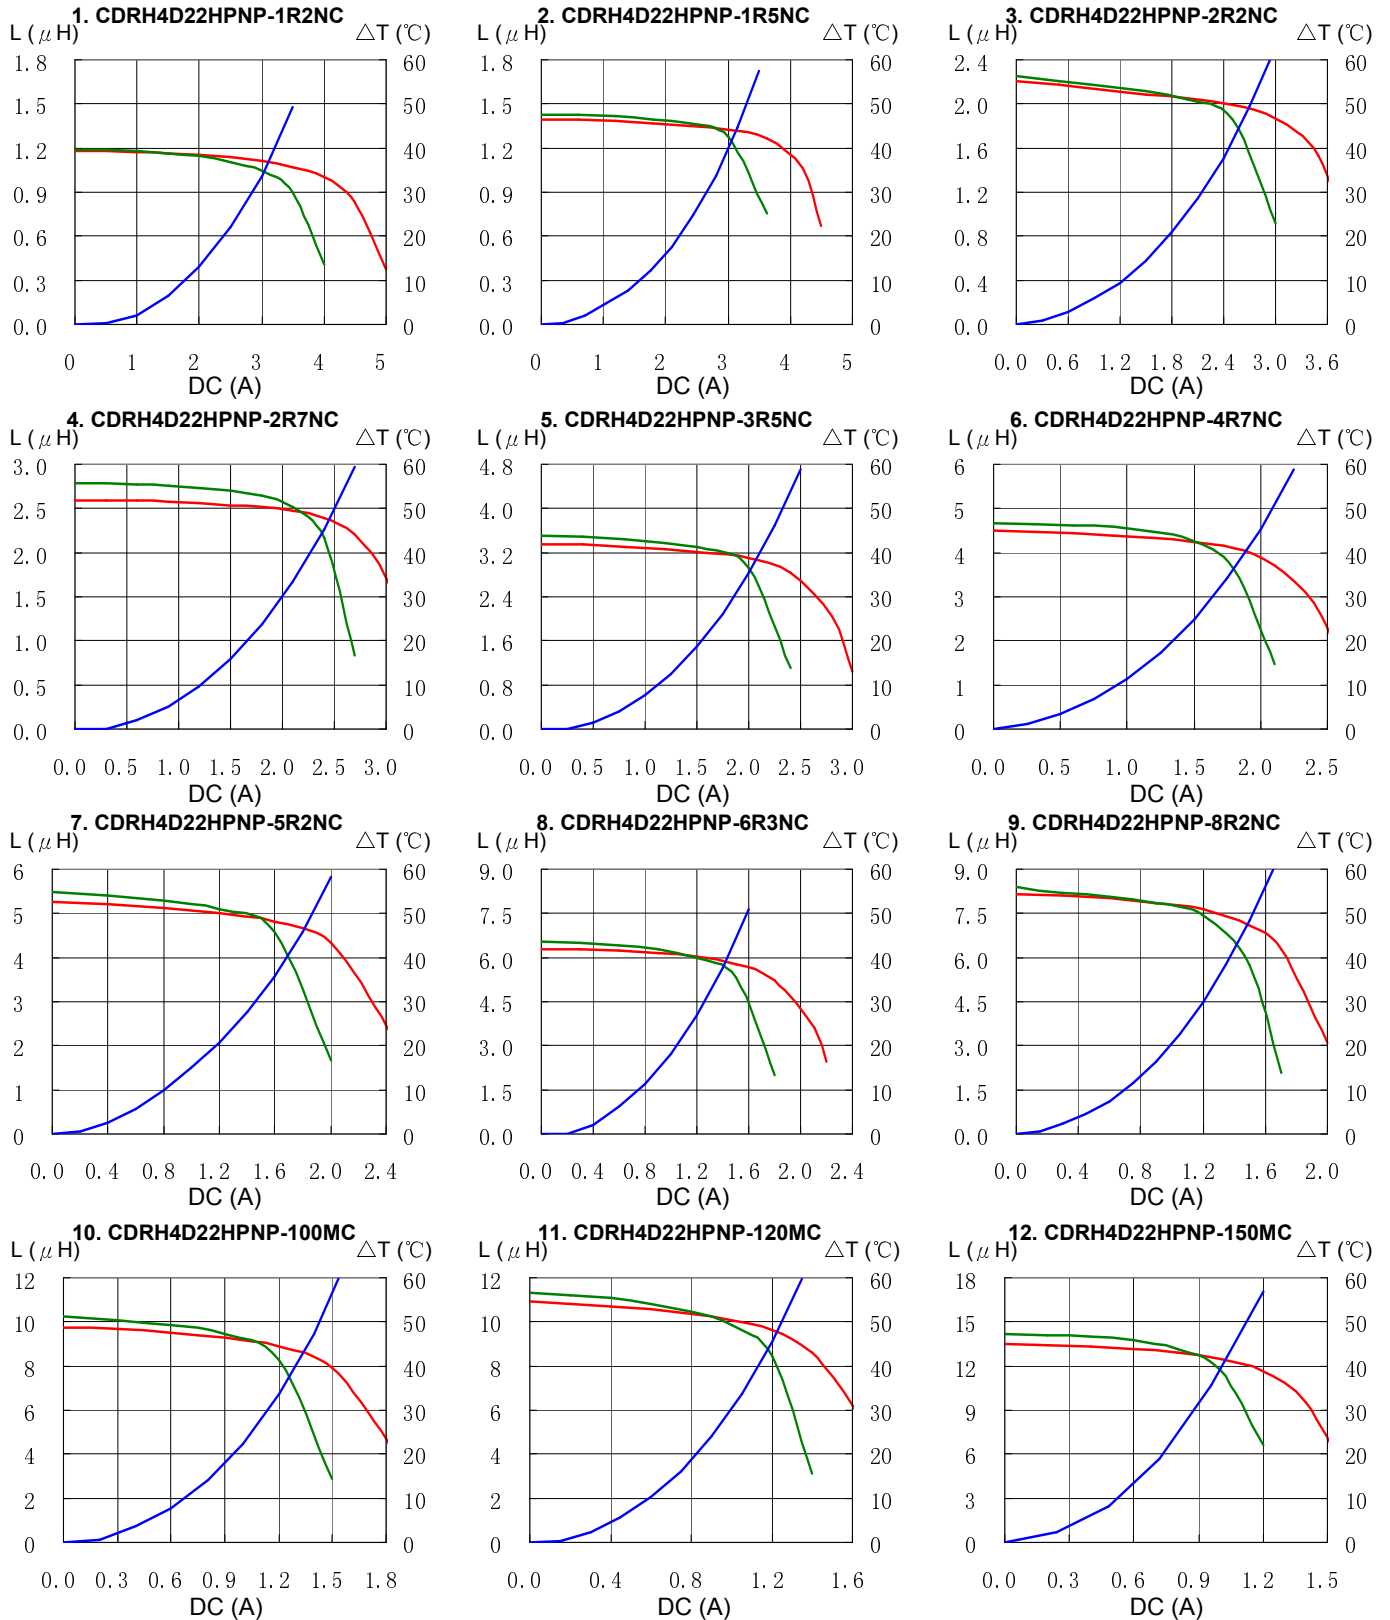 1. CDRH4D22HPNP-1R2NC
L (μH) △T (℃)
1.8 60
1.5 50
1.2 40
0.9 30
0.6 20
0.3 10
0.0 0
0 1 2 3 4 5
DC (A)
2. CDRH4D22HPNP-1R5NC
L (μH) △T (℃)
1.8 60
1.5 50
1.2 40
0.9 30
0.6 20
0.3 10
0.0 0
0 1 2 3 4 5
DC (A)
3. CDRH4D22HPNP-2R2NC
L (μH) △T (℃)
2.4 60
2.0 50
1.6 40
1.2 30
0.8 20
0.4 10
0.0 0
0.0 0.6 1.2 1.8 2.4 3.0 3.6
DC (A)
4. CDRH4D22HPNP-2R7NC
L (μH) △T (℃)
3.0 60
2.5 50
2.0 40
1.5 30
1.0 20
0.5 10
0.0 0
0.0 0.5 1.0 1.5 2.0 2.5 3.0
DC (A)
5. CDRH4D22HPNP-3R5NC
L (μH) △T (℃)
4.8 60
4.0 50
3.2 40
2.4 30
1.6 20
0.8 10
0.0 0
0.0 0.5 1.0 1.5 2.0 2.5 3.0
DC (A)
6. CDRH4D22HPNP-4R7NC
L (μH) △T (℃)
6 60
5 50
4 40
3 30
2 20
1 10
0 0
0.0 0.5 1.0 1.5 2.0 2.5
DC (A)
7. CDRH4D22HPNP-5R2NC
L (μH) △T (℃)
6 60
5 50
4 40
3 30
2 20
1 10
0 0
0.0 0.4 0.8 1.2 1.6 2.0 2.4
DC (A)
8. CDRH4D22HPNP-6R3NC
L (μH) △T (℃)
9.0 60
7.5 50
6.0 40
4.5 30
3.0 20
1.5 10
0.0 0
0.0 0.4 0.8 1.2 1.6 2.0 2.4
DC (A)
9. CDRH4D22HPNP-8R2NC
L (μH) △T (℃)
9.0 60
7.5 50
6.0 40
4.5 30
3.0 20
1.5 10
0.0 0
0.0 0.4 0.8 1.2 1.6 2.0
DC (A)
10. CDRH4D22HPNP-100MC
L (μH) △T (℃)
12 60
10 50
8 40
6 30
4 20
2 10
0 0
0.0 0.3 0.6 0.9 1.2 1.5 1.8
DC (A)
11. CDRH4D22HPNP-120MC
L (μH) △T (℃)
12 60
10 50
8 40
6 30
4 20
2 10
0 0
0.0 0.4 0.8 1.2 1.6
DC (A)
12. CDRH4D22HPNP-150MC
L (μH) △T (℃)
18 60
15 50
12 40
9 30
6 20
3 10
0 0
0.0 0.3 0.6 0.9 1.2 1.5
DC (A)